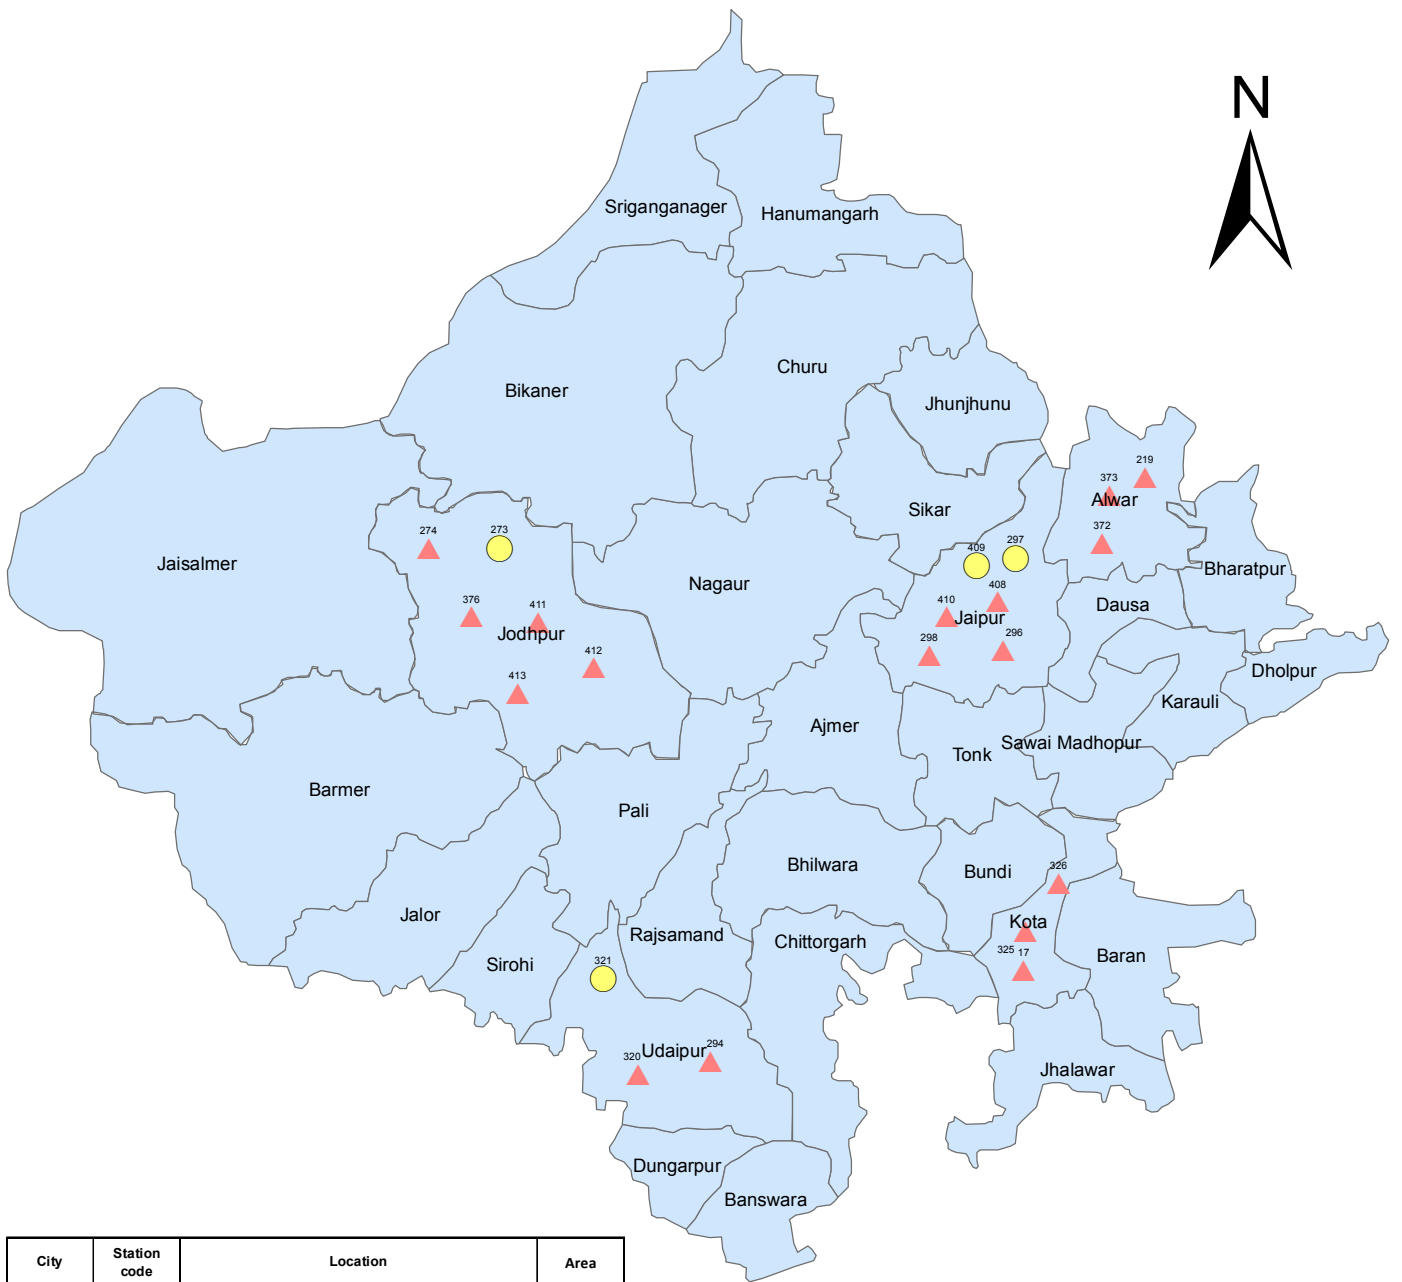 N
Sriganganager
Hanumangarh
Churu
Bikaner
Jhunjhunu
219
373
Alwar
372
Sikar
274
273
409
297
Jaisalmer
Nagaur
Bharatpur
408
410
Dausa
376
411
Jaipur
Jodhpur
298
296
412
Dholpur
413
Karauli
Ajmer
Sawai Madhopur
Tonk
Barmer
Pali
Bhilwara
Bundi
326
Jalor
Kota
Rajsamand
Chittorgarh
325
17
Baran
Sirohi
321
320
Udaipur
294
Jhalawar
Dungarpur
Banswara
City
Station
code
Location
Area